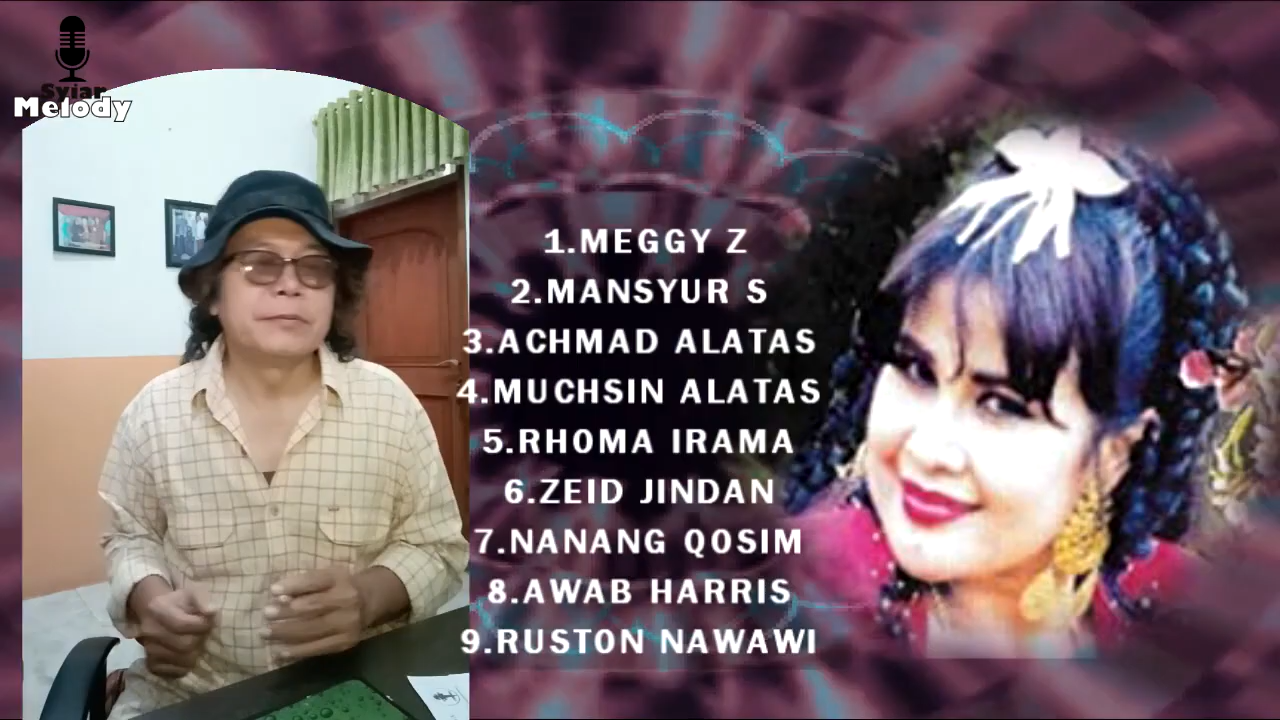 Syiar
Melody
1.MEGGY Z
2.MANSYUR S
3.ACHMAD ALATAS
4.MUCHSIN ALATAS
5.RHOMA IRAMA
6.ZEID JINDAN
7.NANANG QOSIM
8.AWAB HARRIS
9.RUSTON NAWAWI